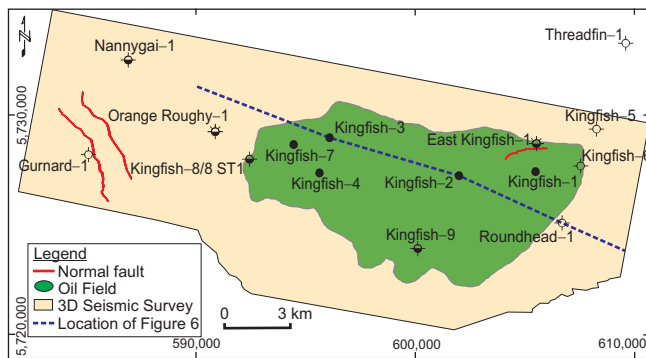 Threadfin–1
Nannygai–1
Kingfish–5
5,730,000
Orange Roughy–1
Kingfish–3
East Kingfish–1
Kingfish–7
Gurnard–1
Kingfish–8/8 ST1
Kingfish–4
Kingfish–2
Kingfish–1
Kingfish–6
Roundhead–1
Kingfish–9
Legend
Normal fault
Oil Field
3D Seismic Survey
Location of Figure 6
0 3 km
5,720,000
590,000 600,000 610,000